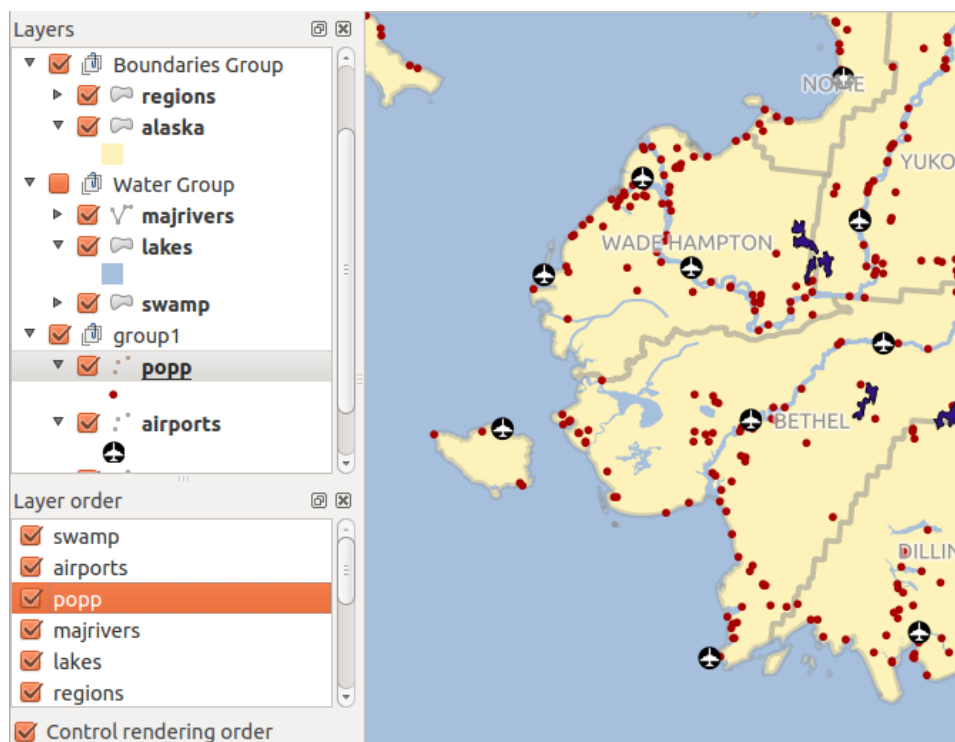 Layers
Boundaries Group
regions
alaska
Water Group
majrivers
lakes
swamp
group1
popp
airports
Layer order
swamp
airports
popp
majrivers
lakes
regions
Control rendering order
NOME
YUKO
WADE HAMPTON
BETHEL
DILLIN